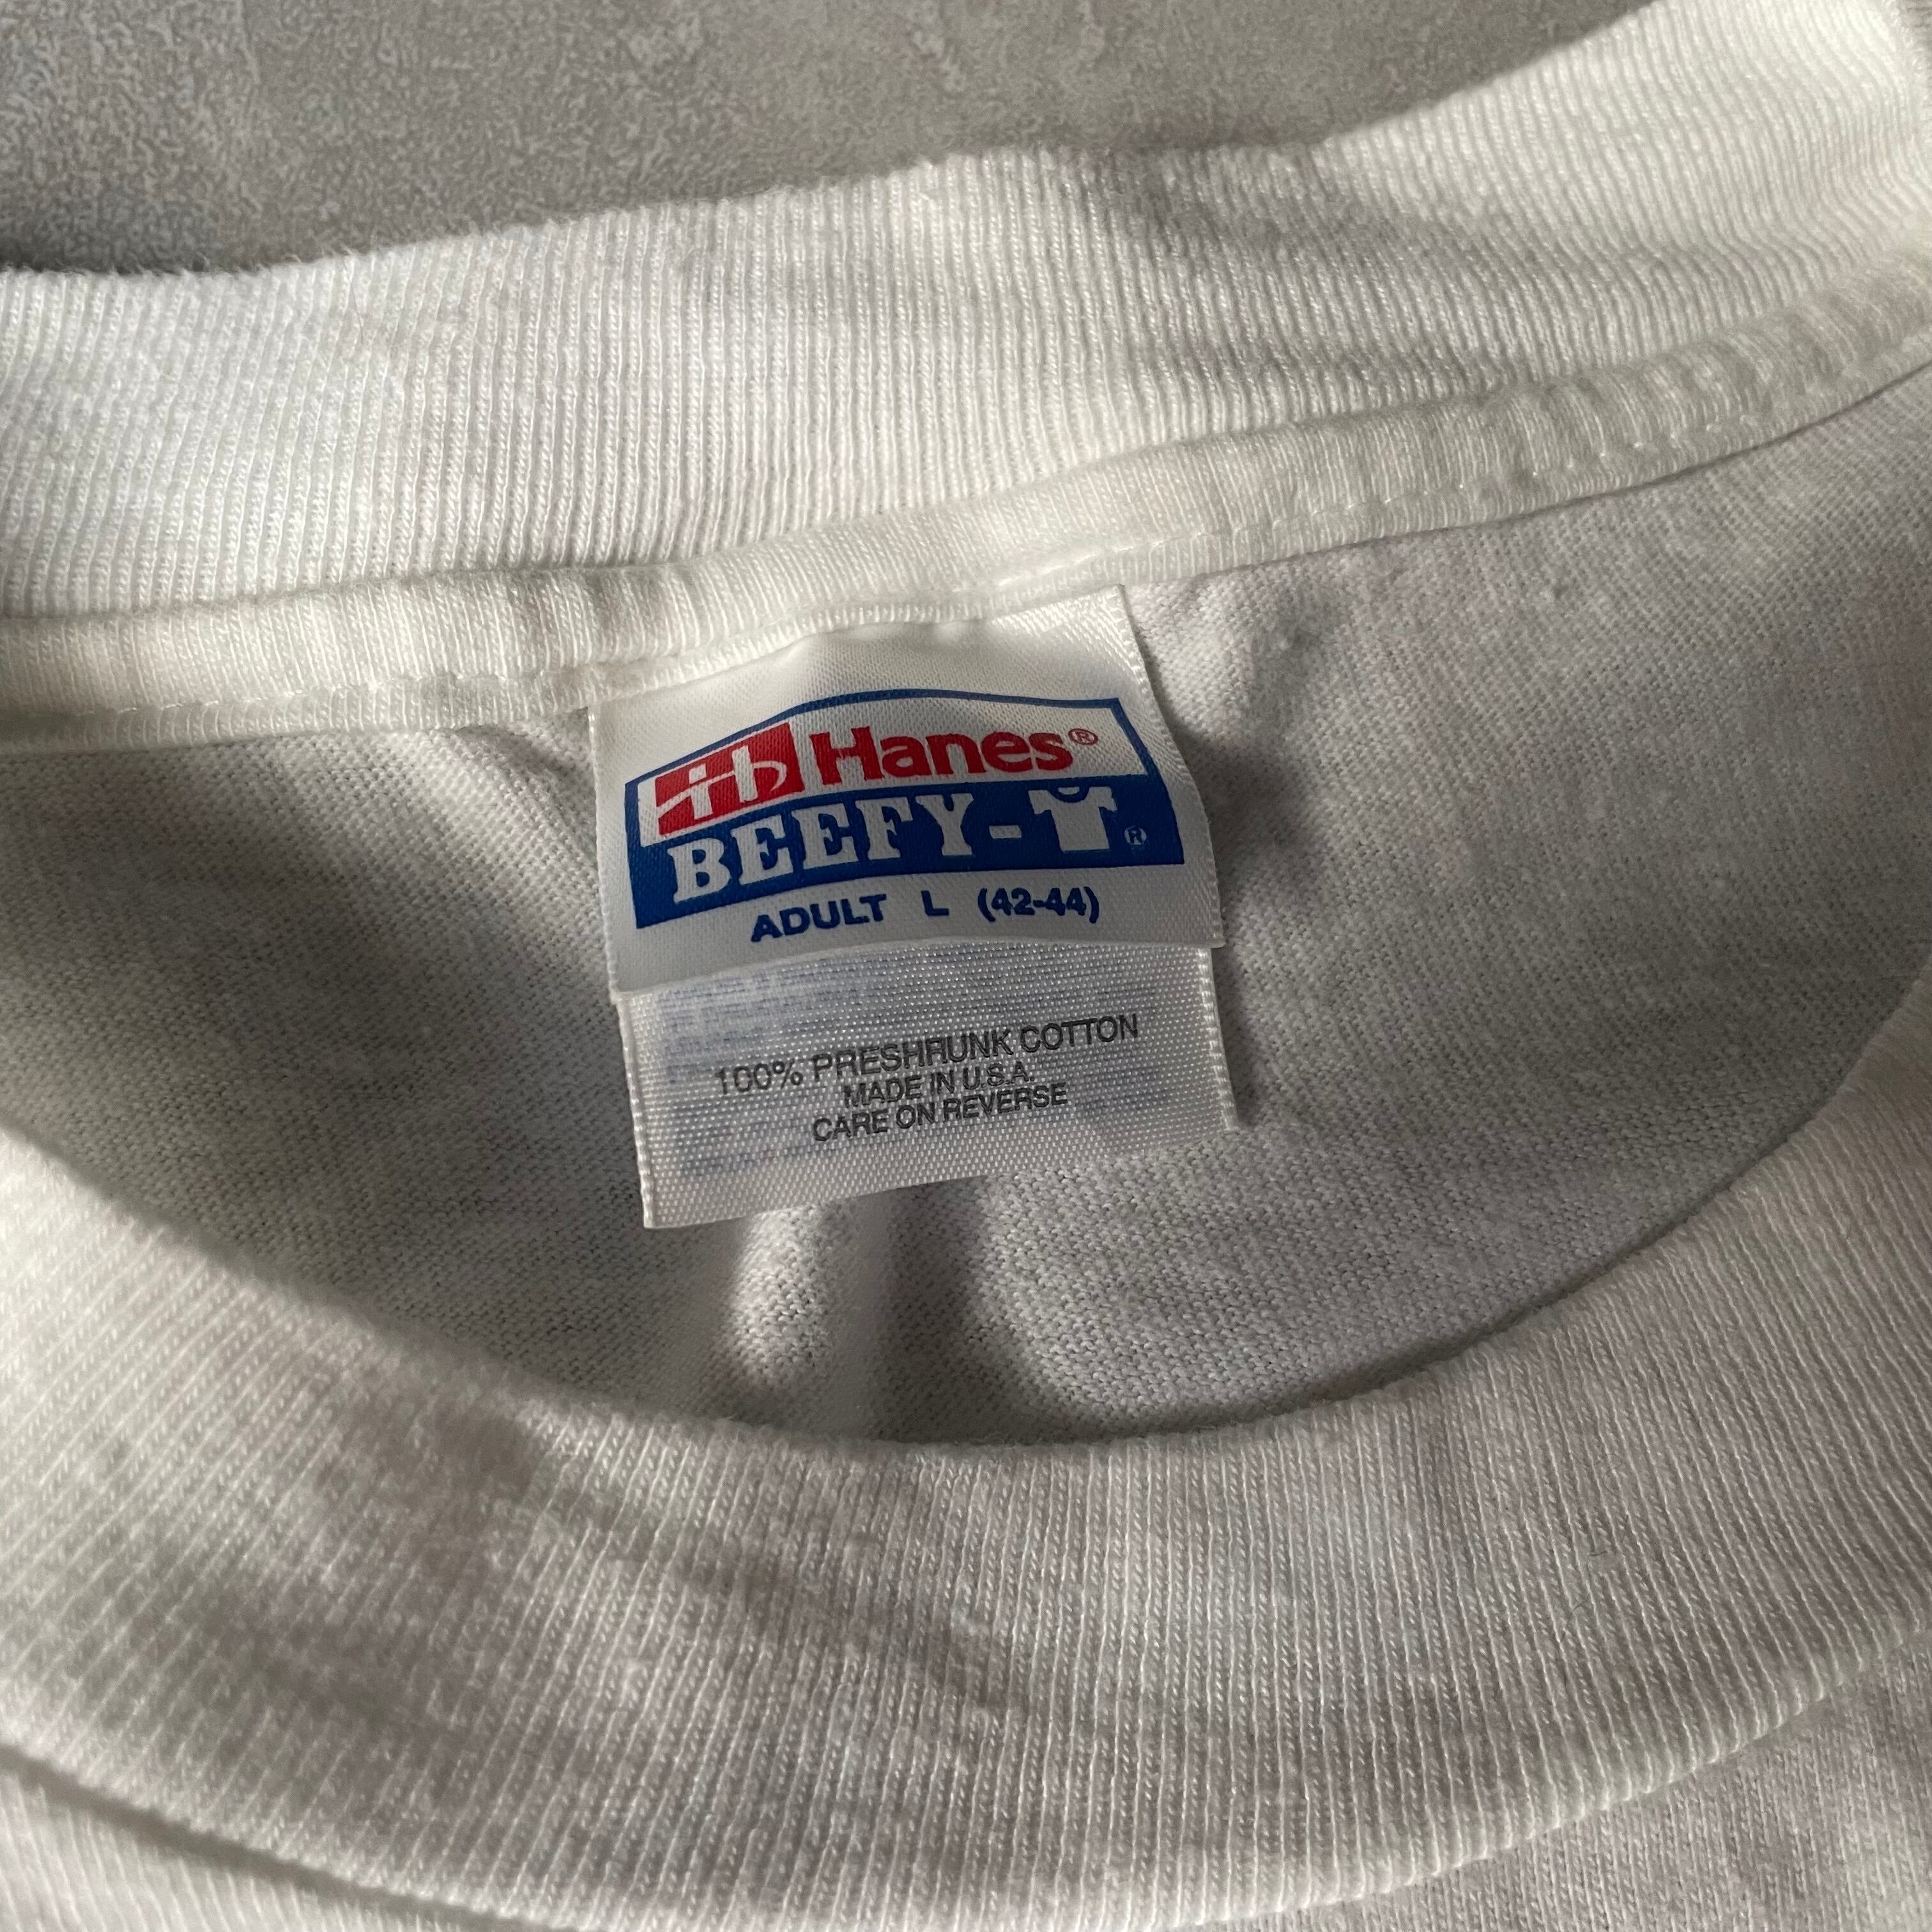 Hanes®
BEEFY-T®
ADULT L (42-44)
100% PRESHRUNK COTTON
MADE IN U.S.A.
CARE ON REVERSE